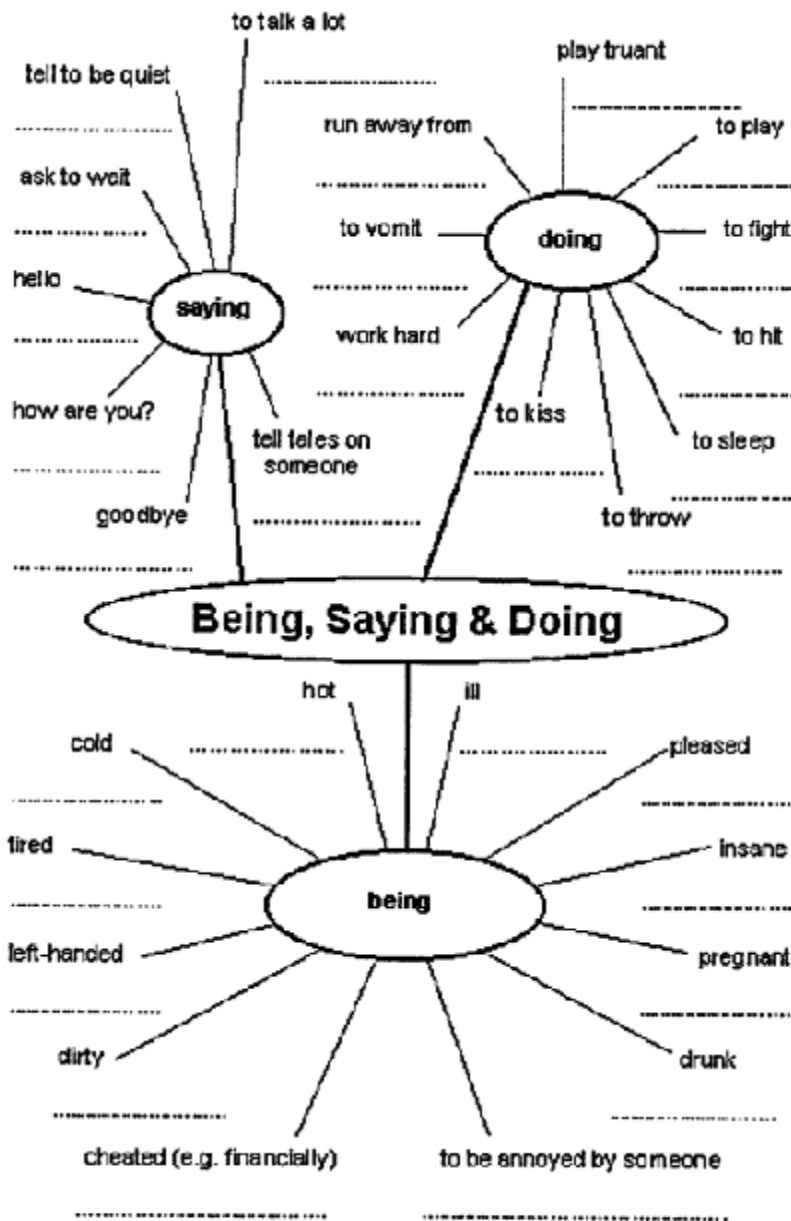 to talk a lot
tell to be quiet
ask to wait
hello
saying
how are you?
tell tales on
someone
goodbye
play truant
run away from
to play
to vomit
doing
to fight
work hard
to hit
to kiss
to sleep
to throw
Being, Saying & Doing
hot
ill
cold
pleased
tired
insane
being
left-handed
pregnant
dirty
drunk
cheated (e.g. financially)
to be annoyed by someone